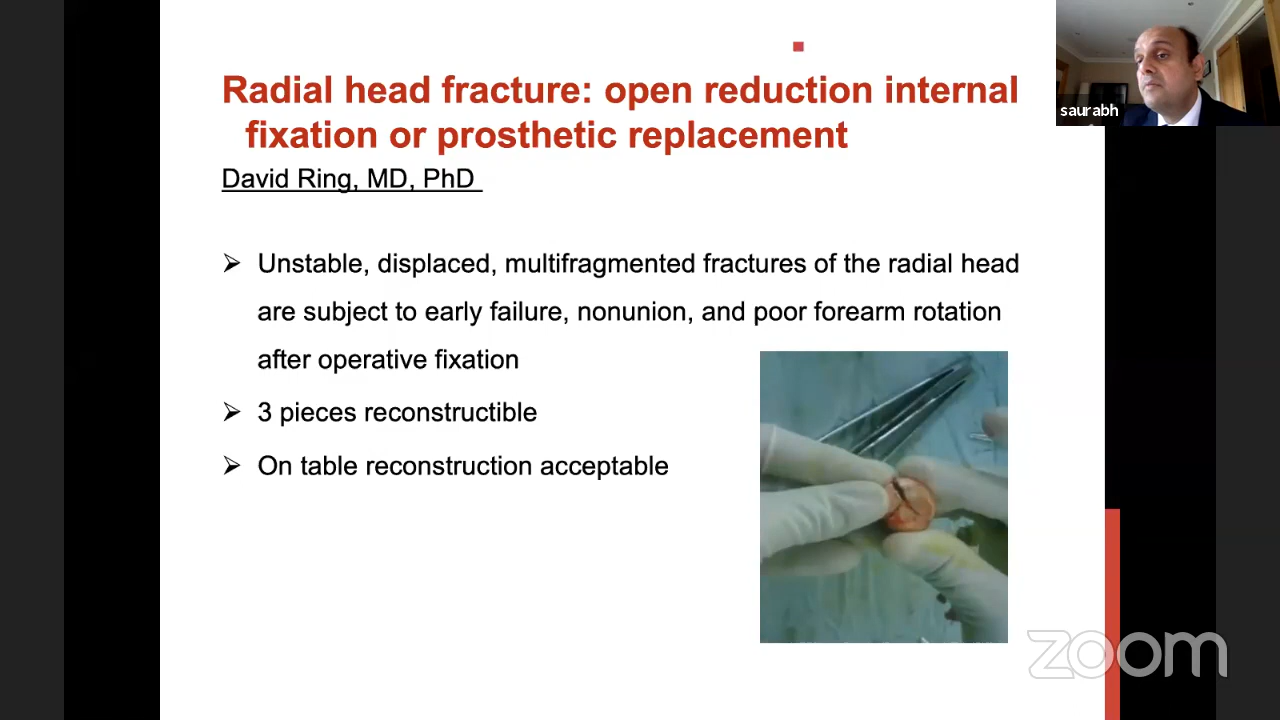 saurabh
Radial head fracture: open reduction internal
fixation or prosthetic replacement
David Ring, MD, PhD
➢ Unstable, displaced, multifragmented fractures of the radial head
are subject to early failure, nonunion, and poor forearm rotation
after operative fixation
➢ 3 pieces reconstructible
➢ On table reconstruction acceptable
zoom